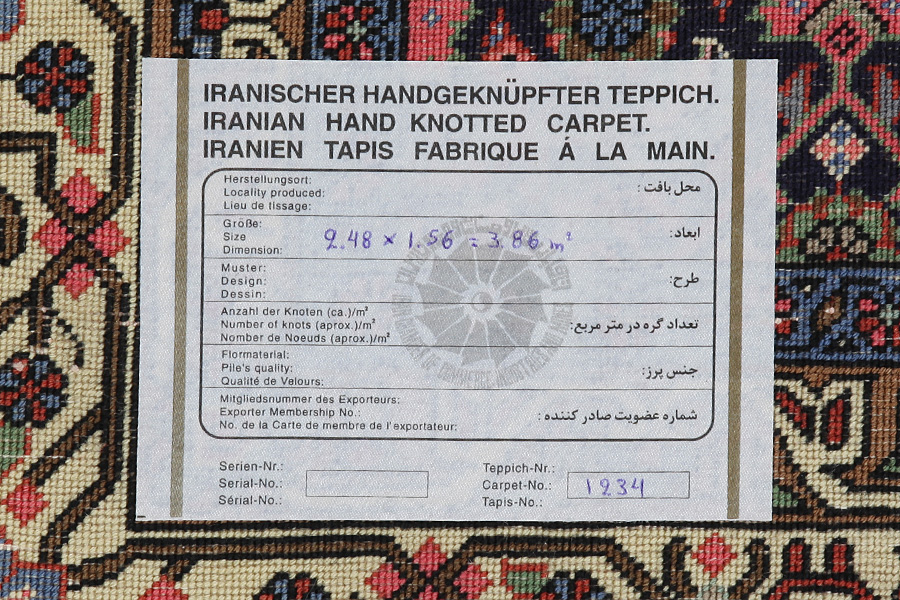 IRANISCHER HANDGEKNÜPFTER TEPPICH.
IRANIAN HAND KNOTTED CARPET.
IRANIEN TAPIS FABRIQUE Á LA MAIN.
Herstellungsort:
Locality produced:
Lieu de tissage:
محل بافت :
Größe:
Size
Dimension:
2.48 × 1.56 = 3.86 m²
ابعاد:
Muster:
Design:
Dessin:
طرح:
Anzahl der Knoten (ca.)/m²
Number of knots (aprox.)/m²
Nombre de Noeuds (aprox.)/m²
تعداد گره در متر مربع:
Flormaterial:
Pile's quality:
Qualité de Velours:
جنس پرز:
Mitgliedsnummer des Exporteurs:
Exporter Membership No.:
No. de la Carte de membre de l'exportateur:
شماره عضویت صادر کننده :
Serien-Nr.:
Serial-No.:
Sérial-No.:
Teppich-Nr.:
Carpet-No.:
Tapis-No.:
1234